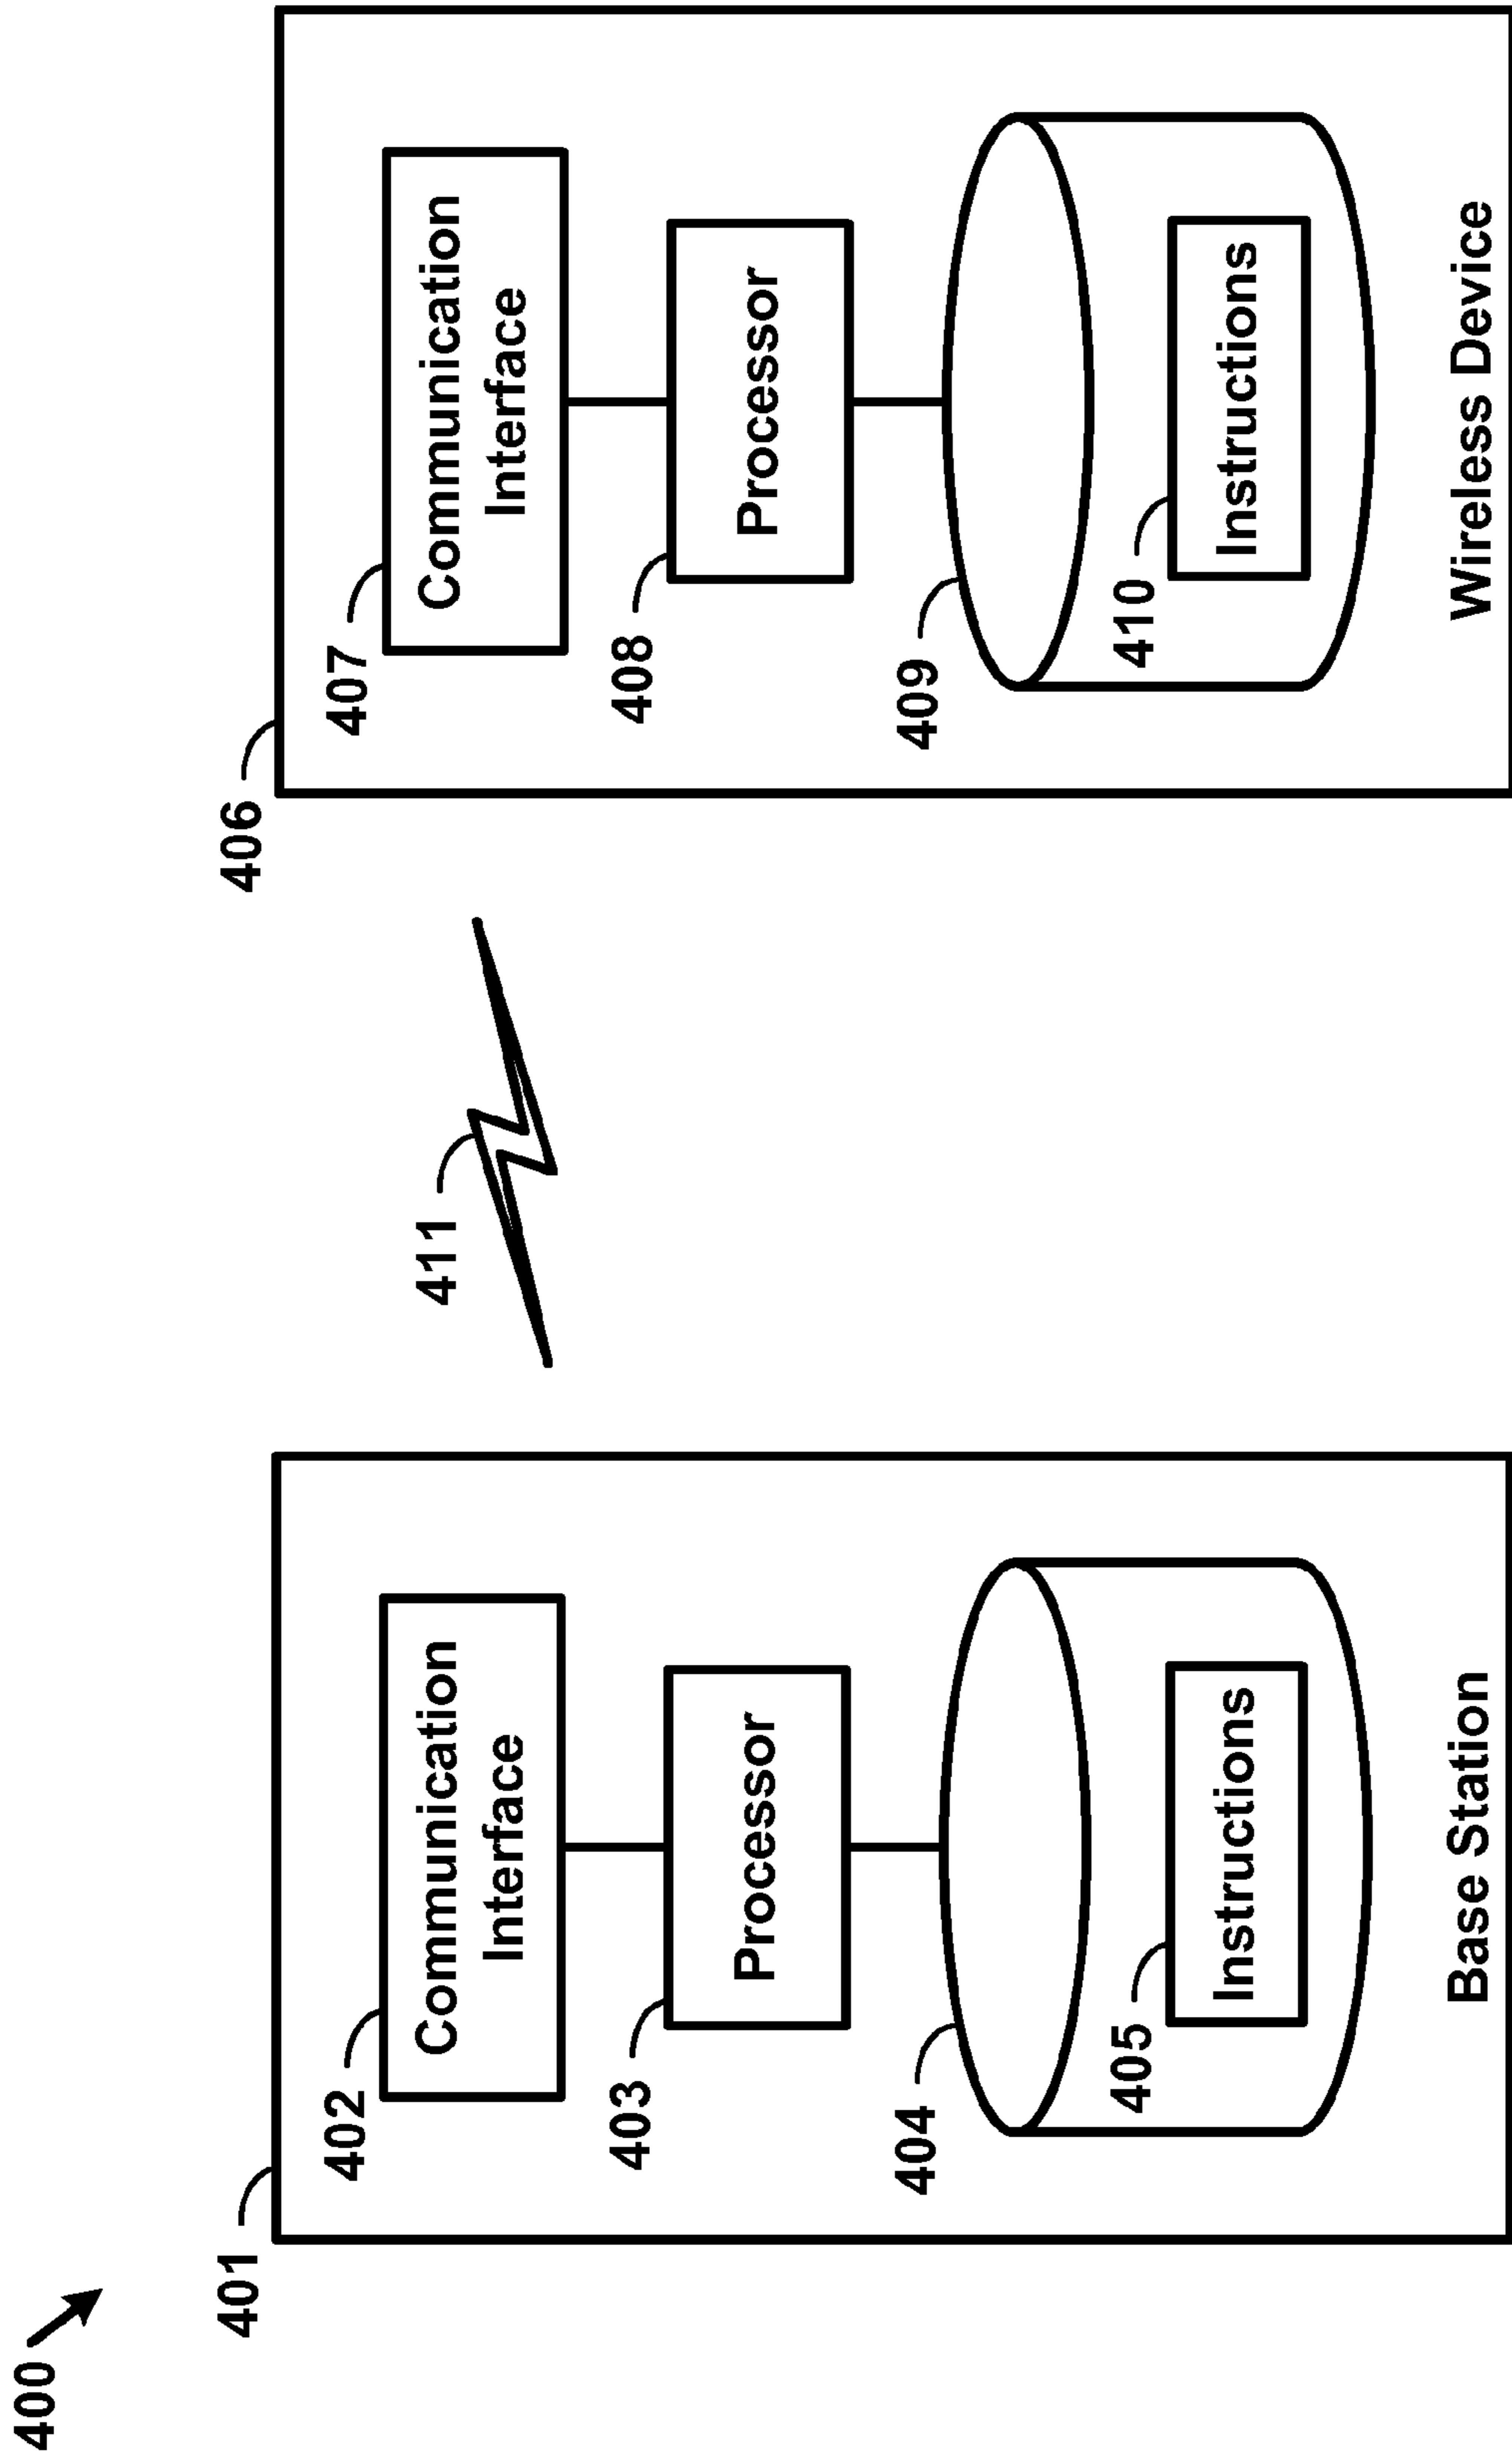 400
401
402
Communication
Interface
403
Processor
404
405
Instructions
Base Station
411
406
407
Communication
Interface
408
Processor
409
410
Instructions
Wireless Device